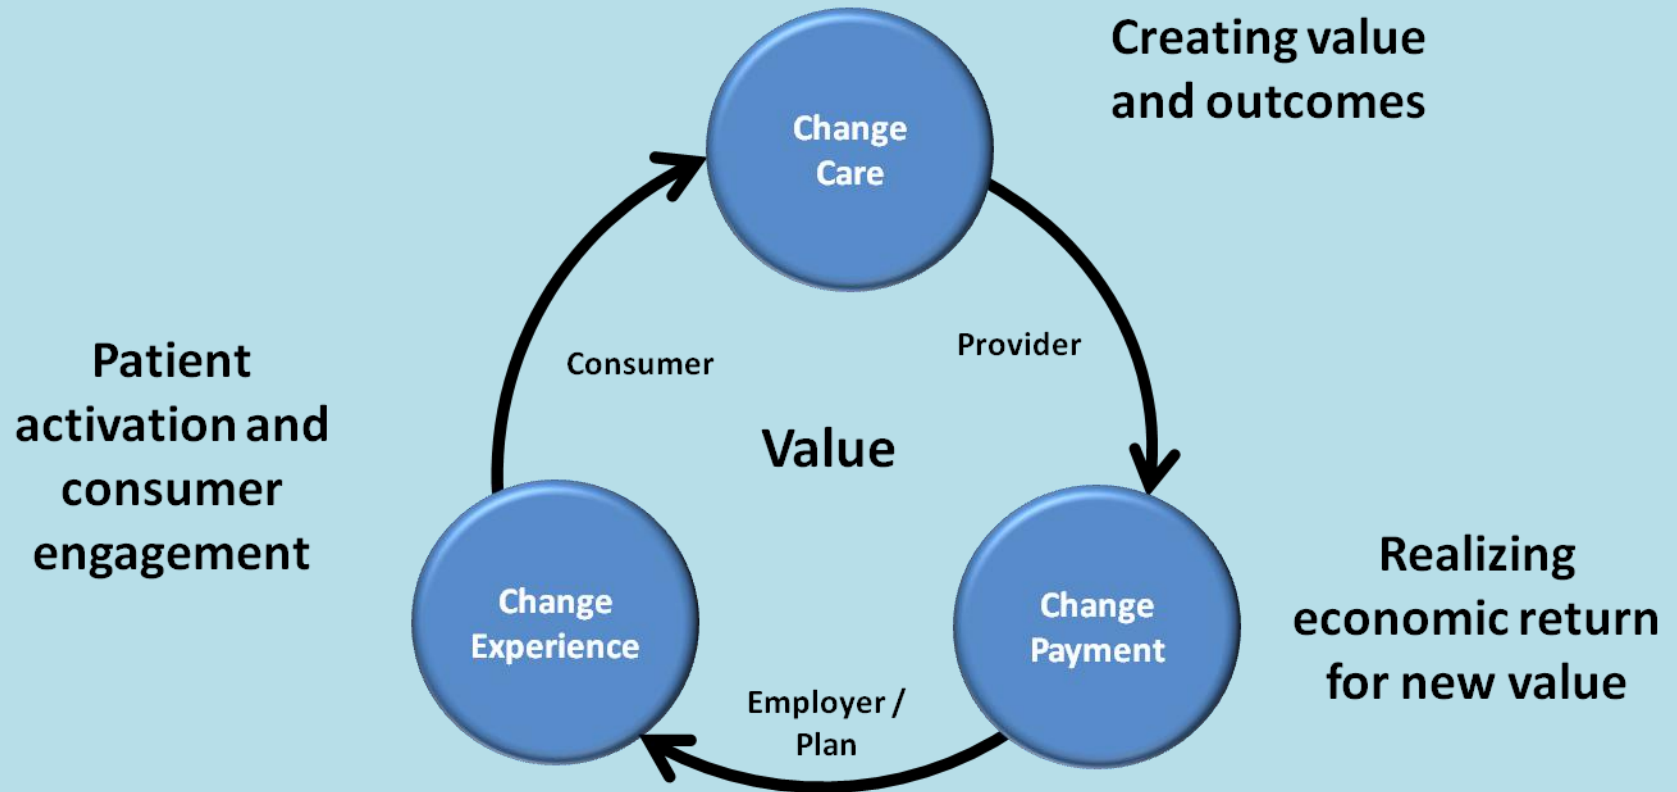 Creating value
and outcomes
Change
Care
Provider
Consumer
Patient
activation and
consumer
engagement
Value
Realizing
economic return
for new value
Change
Experience
Change
Payment
Employer /
Plan